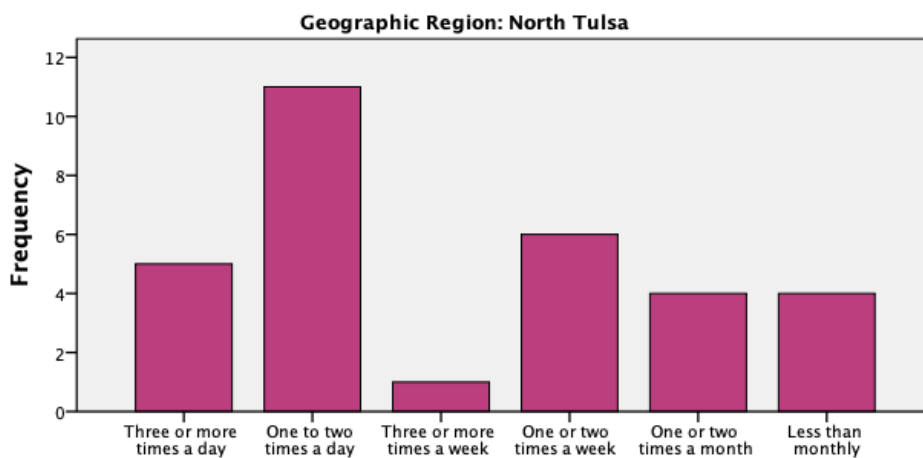 Geographic Region: North Tulsa
Frequency
12
10
8
6
4
2
0
Three or more
times a day
One to two
times a day
Three or more
times a week
One or two
times a week
One or two
times a month
Less than
monthly